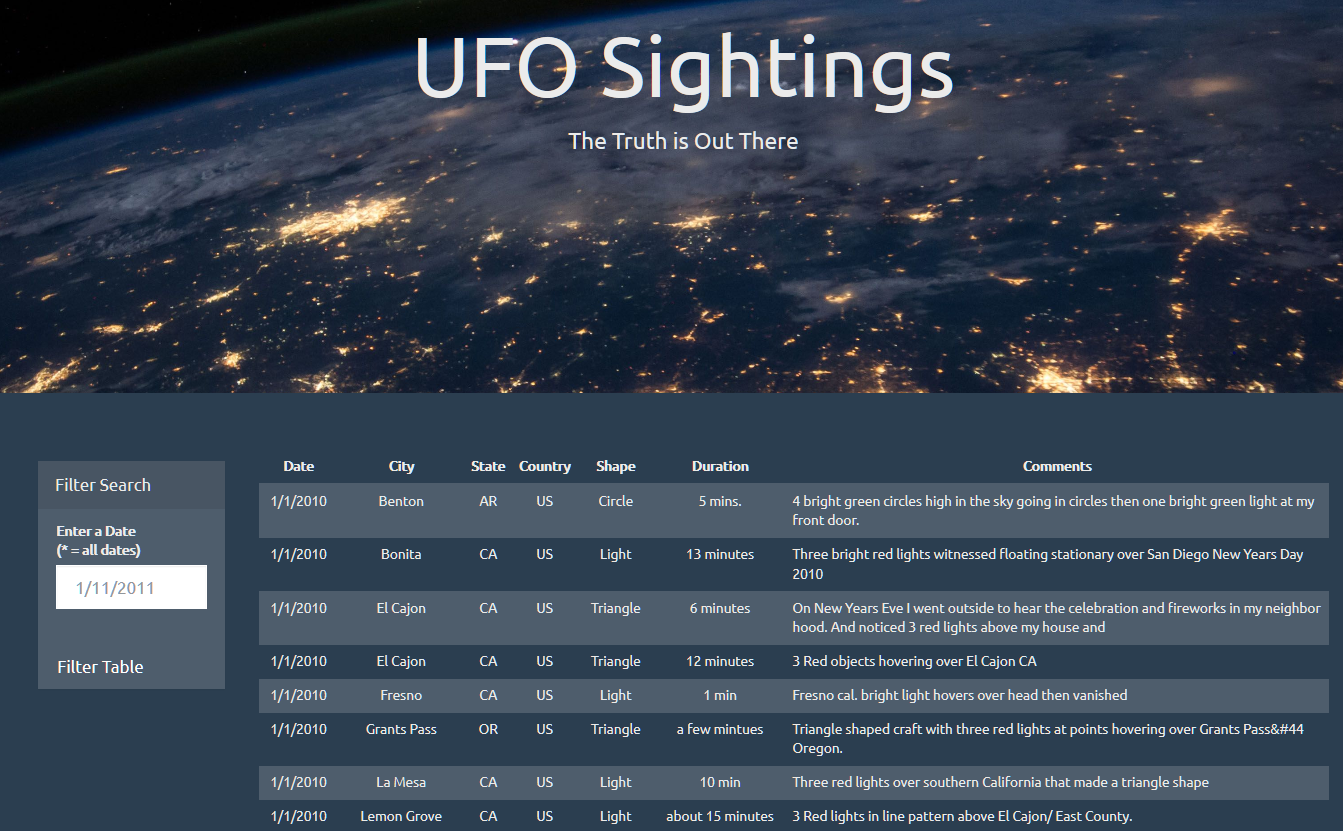 UFO Sightings
The Truth is Out There
Filter Search
Enter a Date
(* = all dates)
1/11/2011
Filter Table
Date City State Country Shape Duration Comments
1/1/2010 Benton AR US Circle 5 mins. 4 bright green circles high in the sky going in circles then one bright green light at my
front door.
1/1/2010 Bonita CA US Light 13 minutes Three bright red lights witnessed floating stationary over San Diego New Years Day
2010
1/1/2010 El Cajon CA US Triangle 6 minutes On New Years Eve I went outside to hear the celebration and fireworks in my neighbor
hood. And noticed 3 red lights above my house and
1/1/2010 El Cajon CA US Triangle 12 minutes 3 Red objects hovering over El Cajon CA
1/1/2010 Fresno CA US Light 1 min Fresno cal. bright light hovers over head then vanished
1/1/2010 Grants Pass OR US Triangle a few mintues Triangle shaped craft with three red lights at points hovering over Grants Pass&#44
Oregon.
1/1/2010 La Mesa CA US Light 10 min Three red lights over southern California that made a triangle shape
1/1/2010 Lemon Grove CA US Light about 15 minutes 3 Red lights in line pattern above El Cajon/ East County.